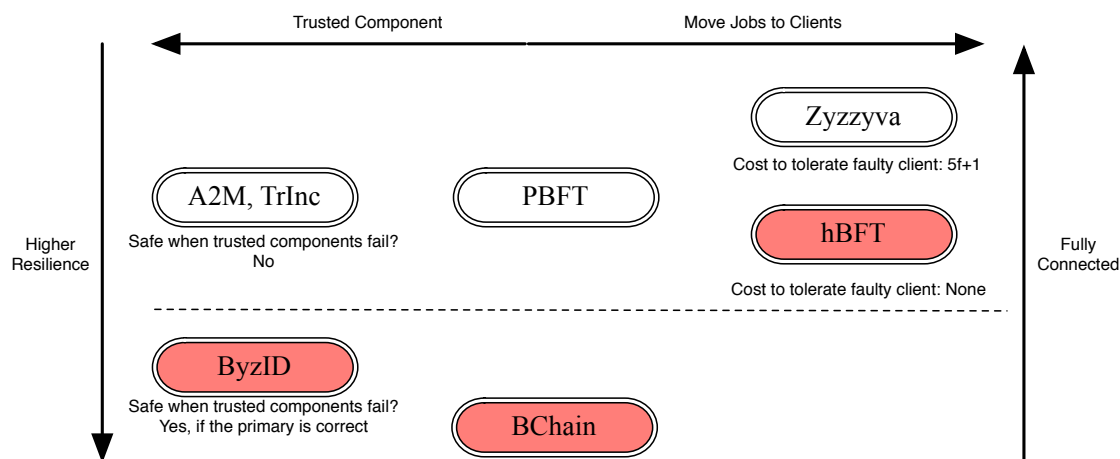 Trusted Component
Move Jobs to Clients
Zyzzyva
Cost to tolerate faulty client: 5f+1
A2M, TrInc
PBFT
Safe when trusted components fail?
No
hBFT
Cost to tolerate faulty client: None
Higher
Resilience
Fully
Connected
ByzID
Safe when trusted components fail?
Yes, if the primary is correct
BChain